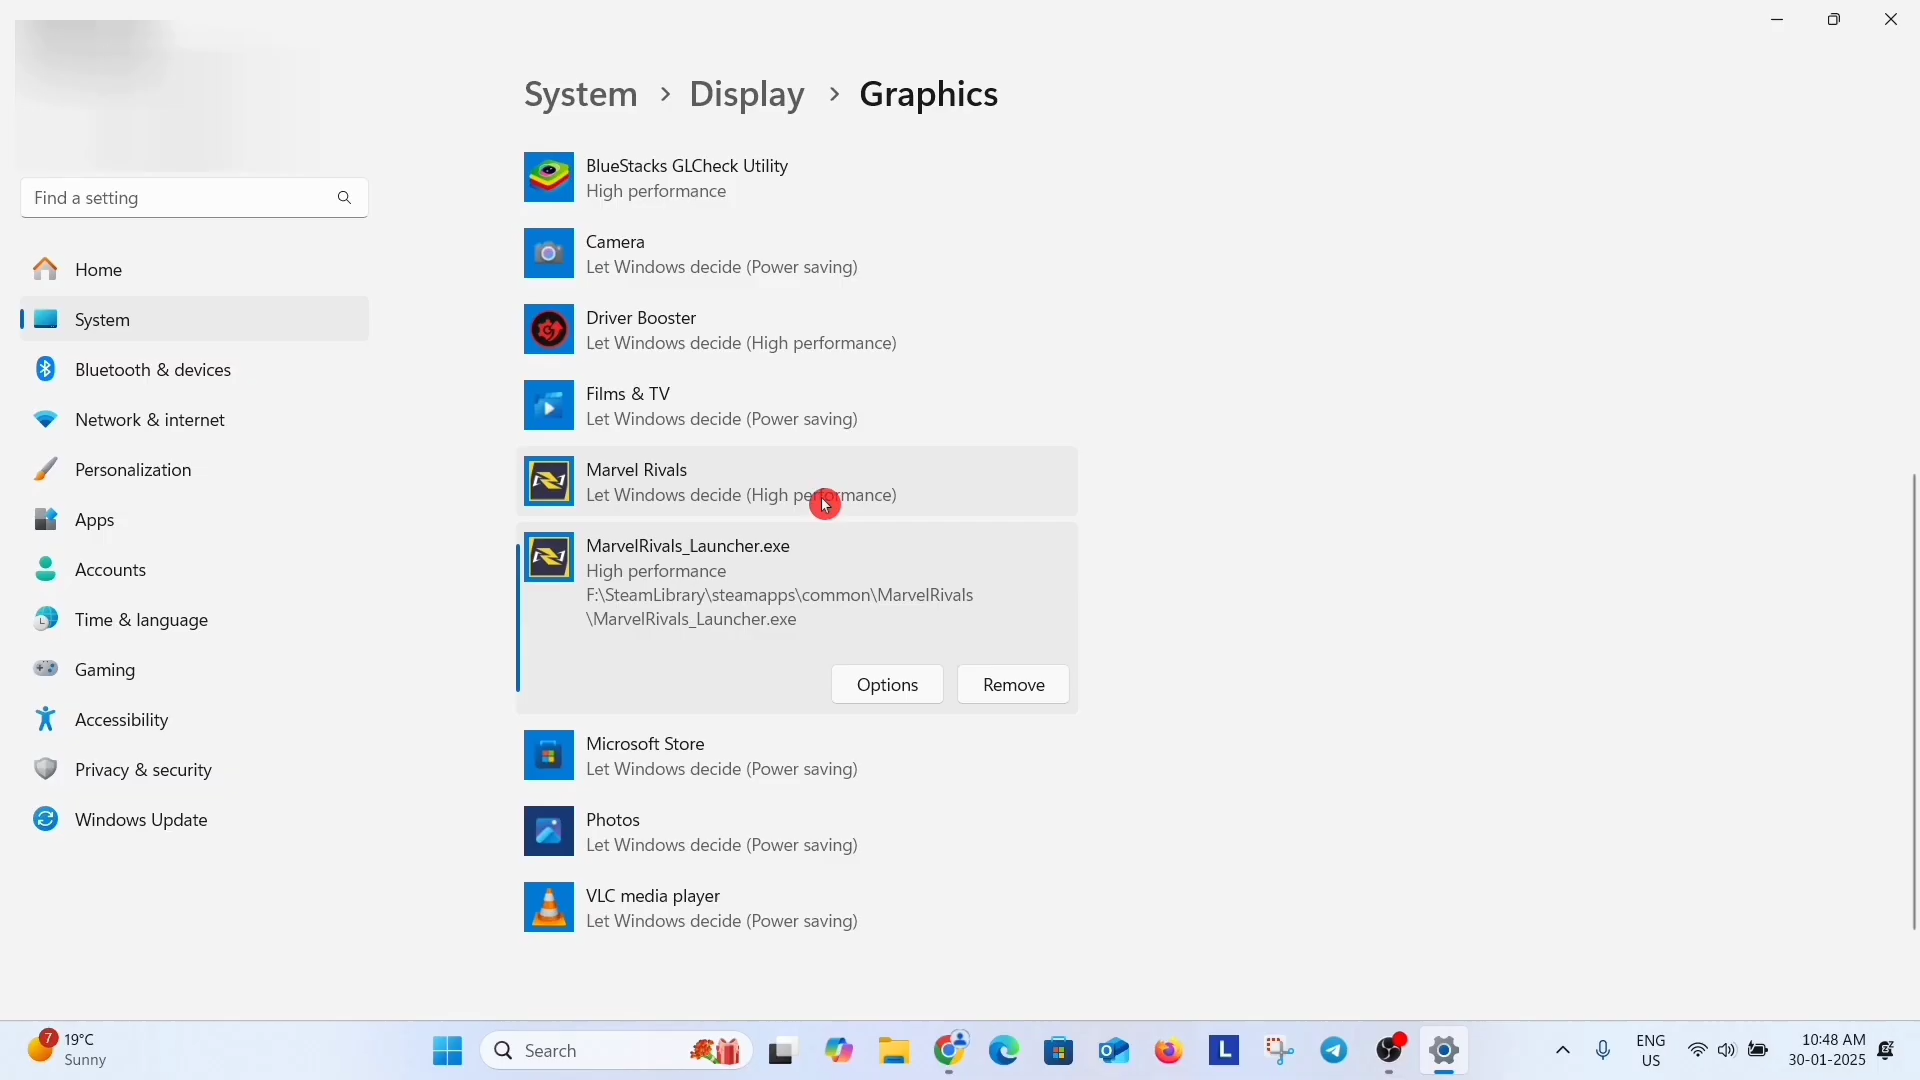 System > Display > Graphics
Find a setting
Home
System
Bluetooth & devices
Network & internet
Personalization
Apps
Accounts
Time & language
Gaming
Accessibility
Privacy & security
Windows Update
BlueStacks GLCheck Utility
High performance
Camera
Let Windows decide (Power saving)
Driver Booster
Let Windows decide (High performance)
Films & TV
Let Windows decide (Power saving)
Marvel Rivals
Let Windows decide (High performance)
MarvelRivals_Launcher.exe
High performance
F:\SteamLibrary\steamapps\common\MarvelRivals
\MarvelRivals_Launcher.exe
Options
Remove
Microsoft Store
Let Windows decide (Power saving)
Photos
Let Windows decide (Power saving)
VLC media player
Let Windows decide (Power saving)
7
19°C
Sunny
Search
L
ENG
US
10:48 AM
30-01-2025